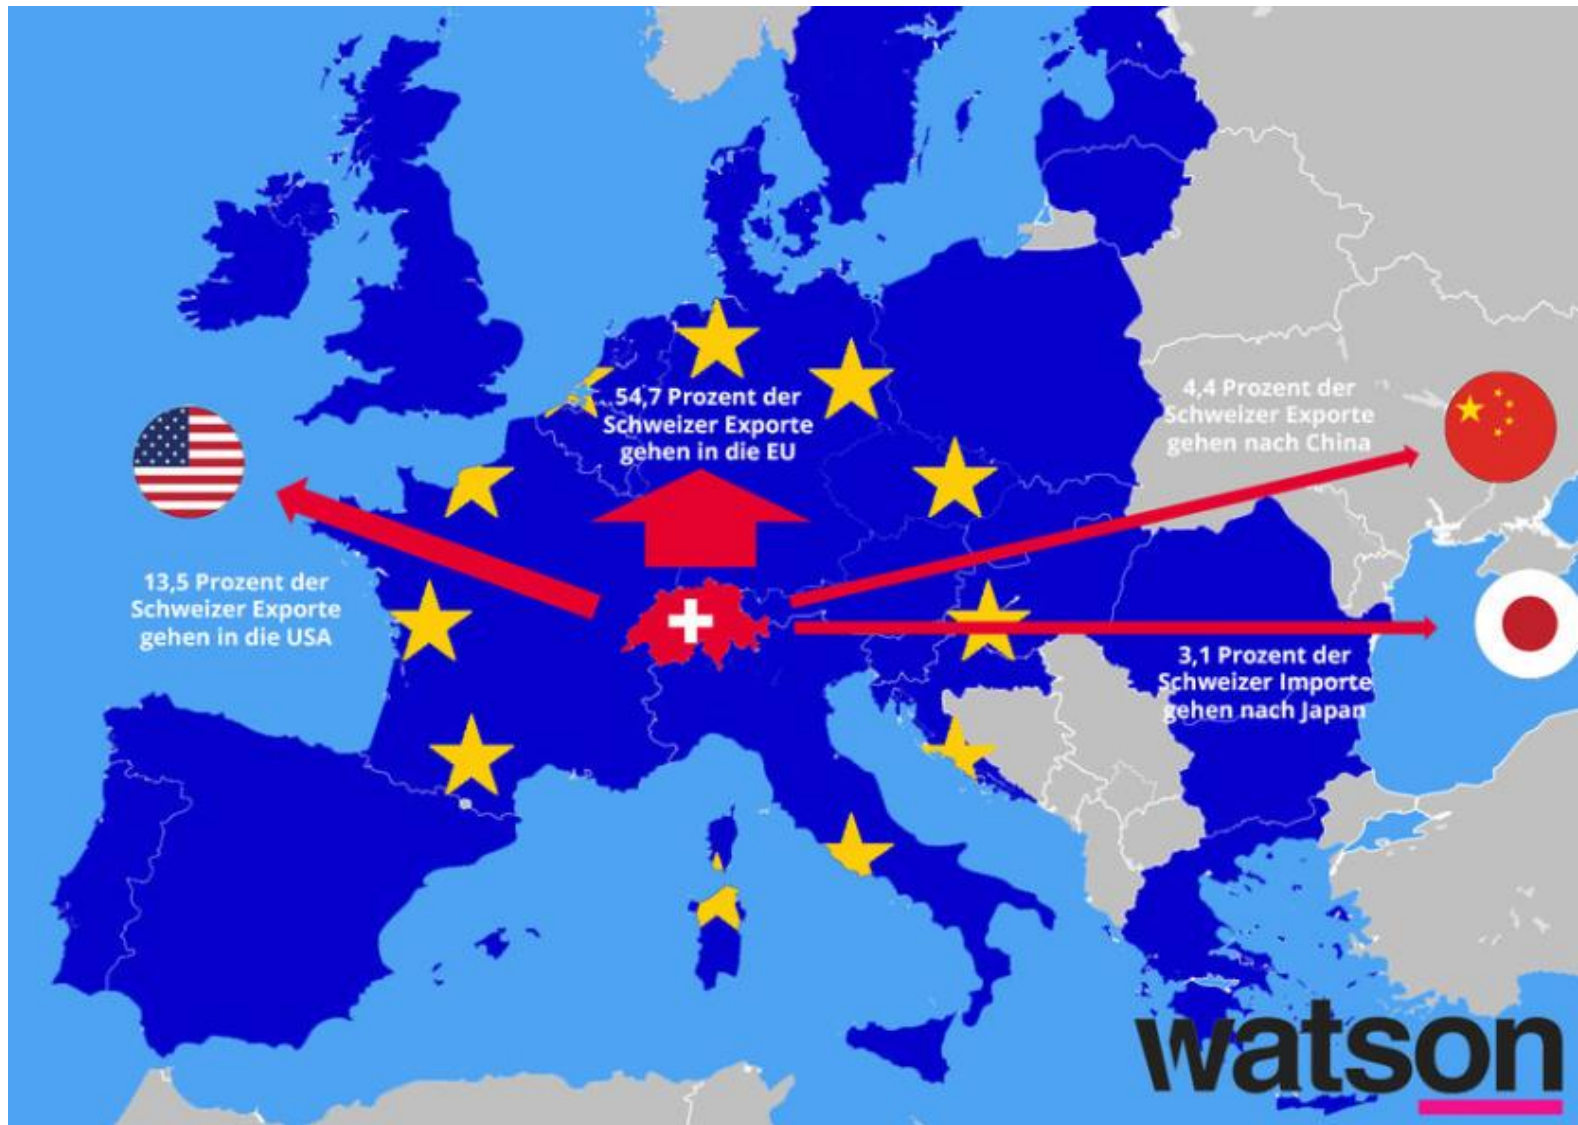 54,7 Prozent der
Schweizer Exporte
gehen in die EU
4,4 Prozent der
Schweizer Exporte
gehen nach China
13,5 Prozent der
Schweizer Exporte
gehen in die USA
3,1 Prozent der
Schweizer Importe
gehen nach Japan
watson